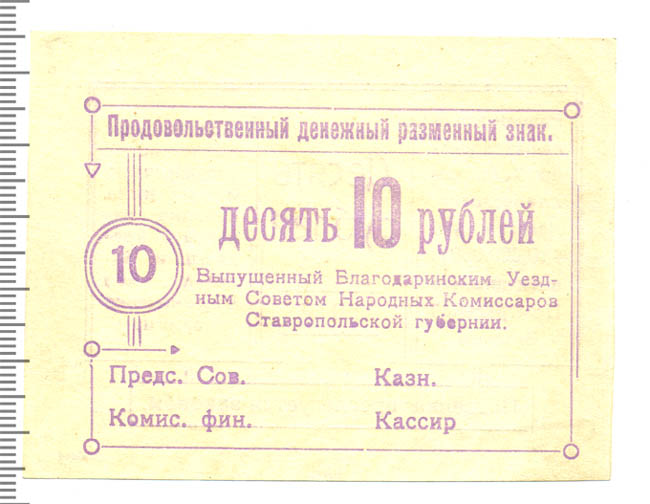 Продовольственный денежный разменный знак.
десять 10 рублей
10
Выпущенный Благодаринским Уезд-
ным Советом Народных Комиссаров
Ставропольской губернии.
Предс. Сов. Казн.
Комис. фин. Кассир